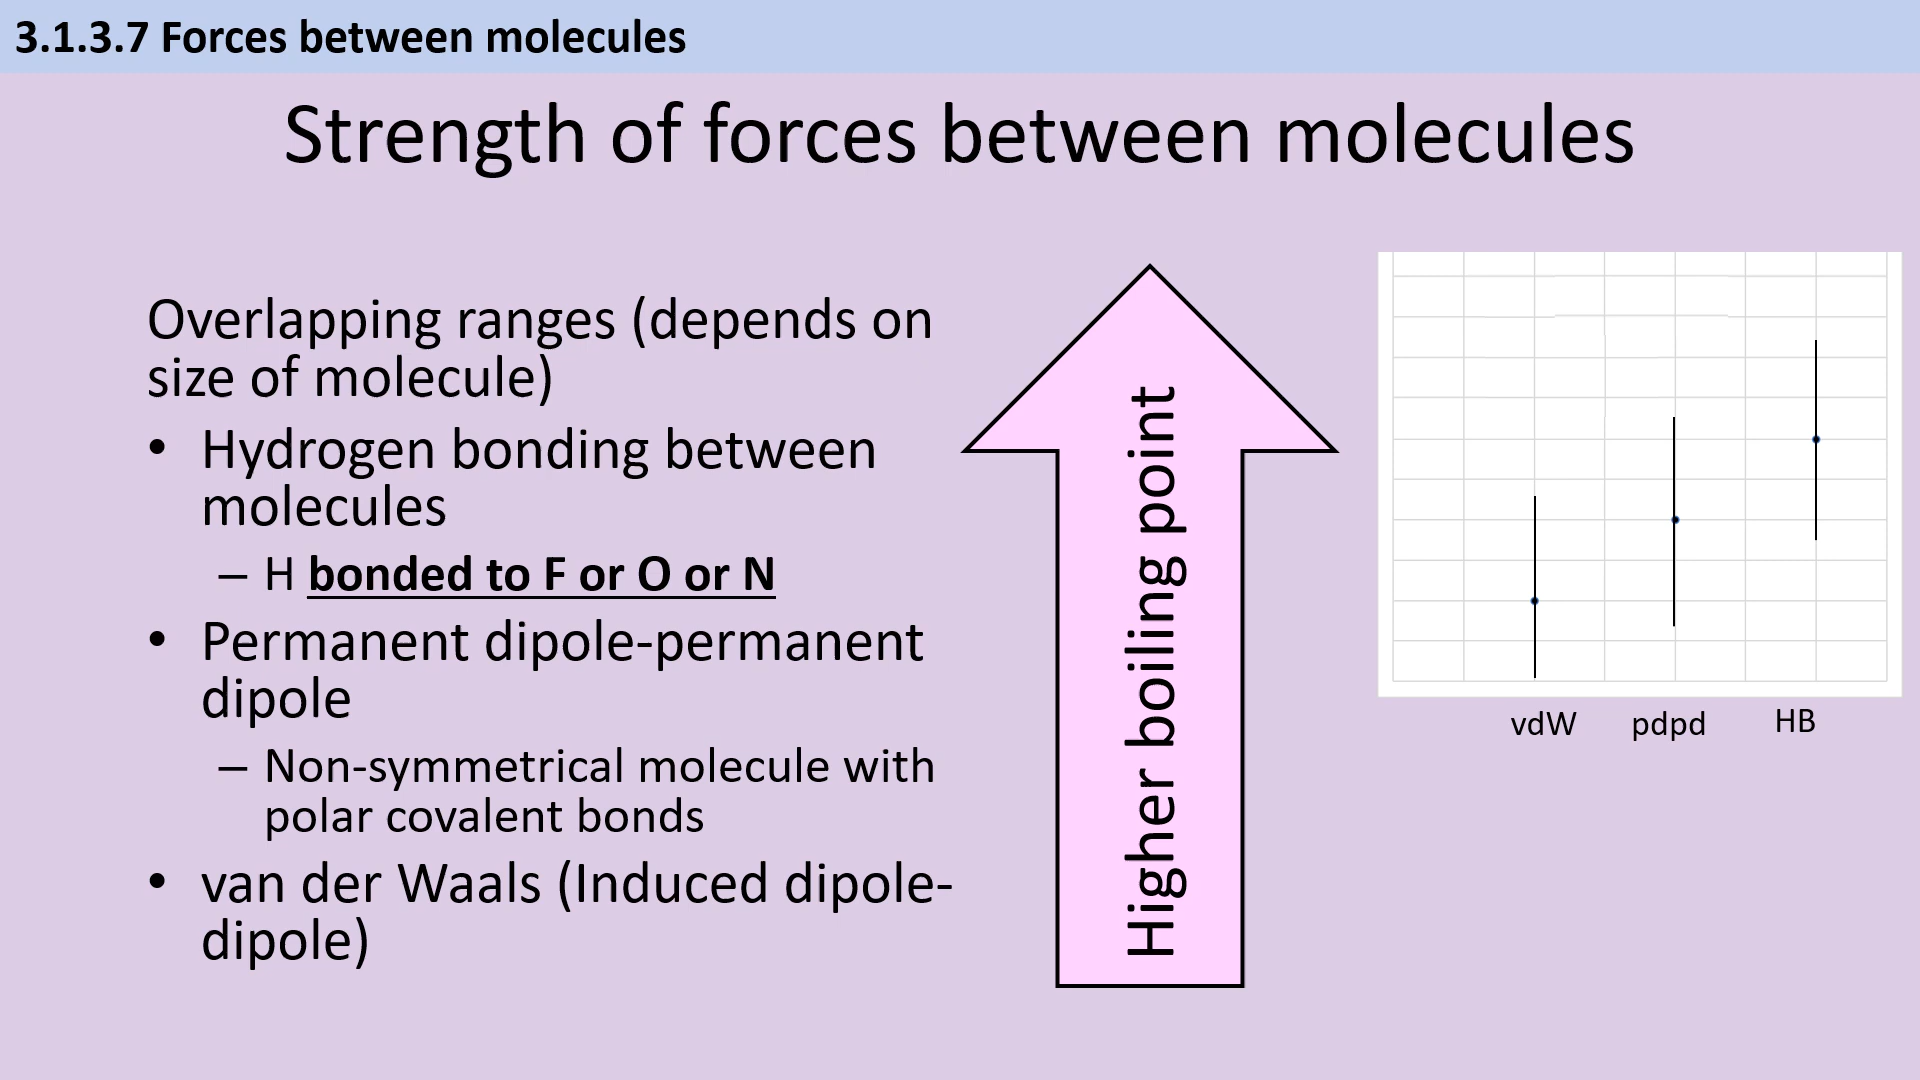 3.1.3.7 Forces between molecules
Strength of forces between molecules
Overlapping ranges (depends on
size of molecule)
• Hydrogen bonding between
molecules
– H bonded to F or O or N
• Permanent dipole-permanent
dipole
– Non-symmetrical molecule with
polar covalent bonds
• van der Waals (Induced dipole-
dipole)
Higher boiling point
vdW
pdpd
HB